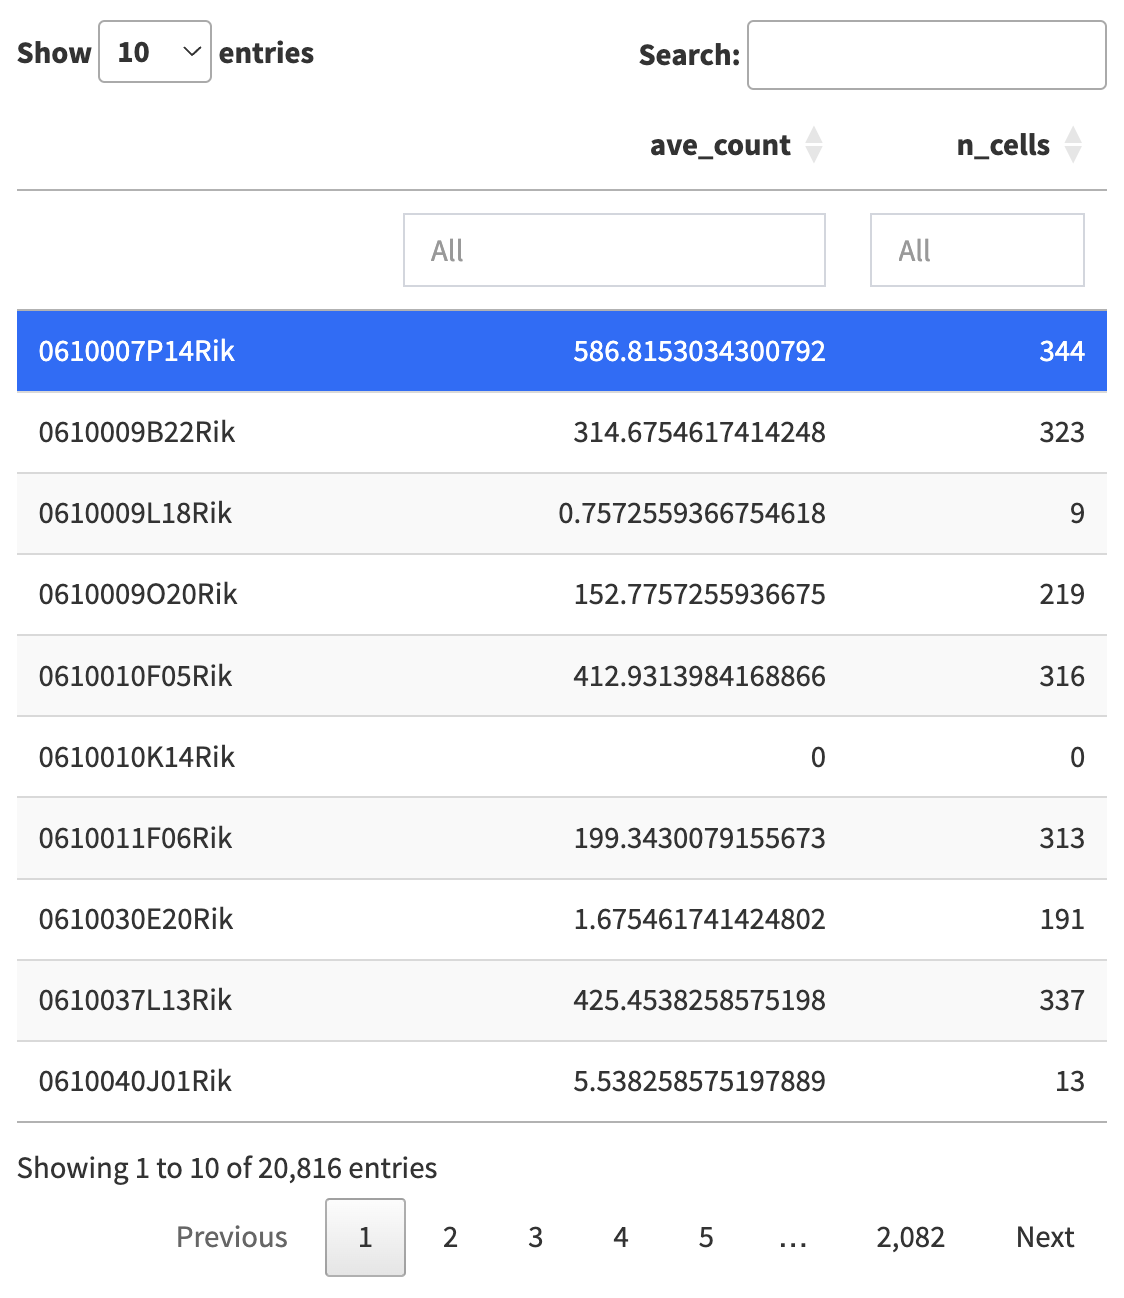 Show 10 entries Search:
ave_count n_cells
All All
0610007P14Rik 586.8153034300792 344
0610009B22Rik 314.6754617414248 323
0610009L18Rik 0.7572559366754618 9
0610009O20Rik 152.7757255936675 219
0610010F05Rik 412.9313984168866 316
0610010K14Rik 0 0
0610011F06Rik 199.3430079155673 313
0610030E20Rik 1.675461741424802 191
0610037L13Rik 425.4538258575198 337
0610040J01Rik 5.538258575197889 13
Showing 1 to 10 of 20,816 entries
Previous 1 2 3 4 5 … 2,082 Next